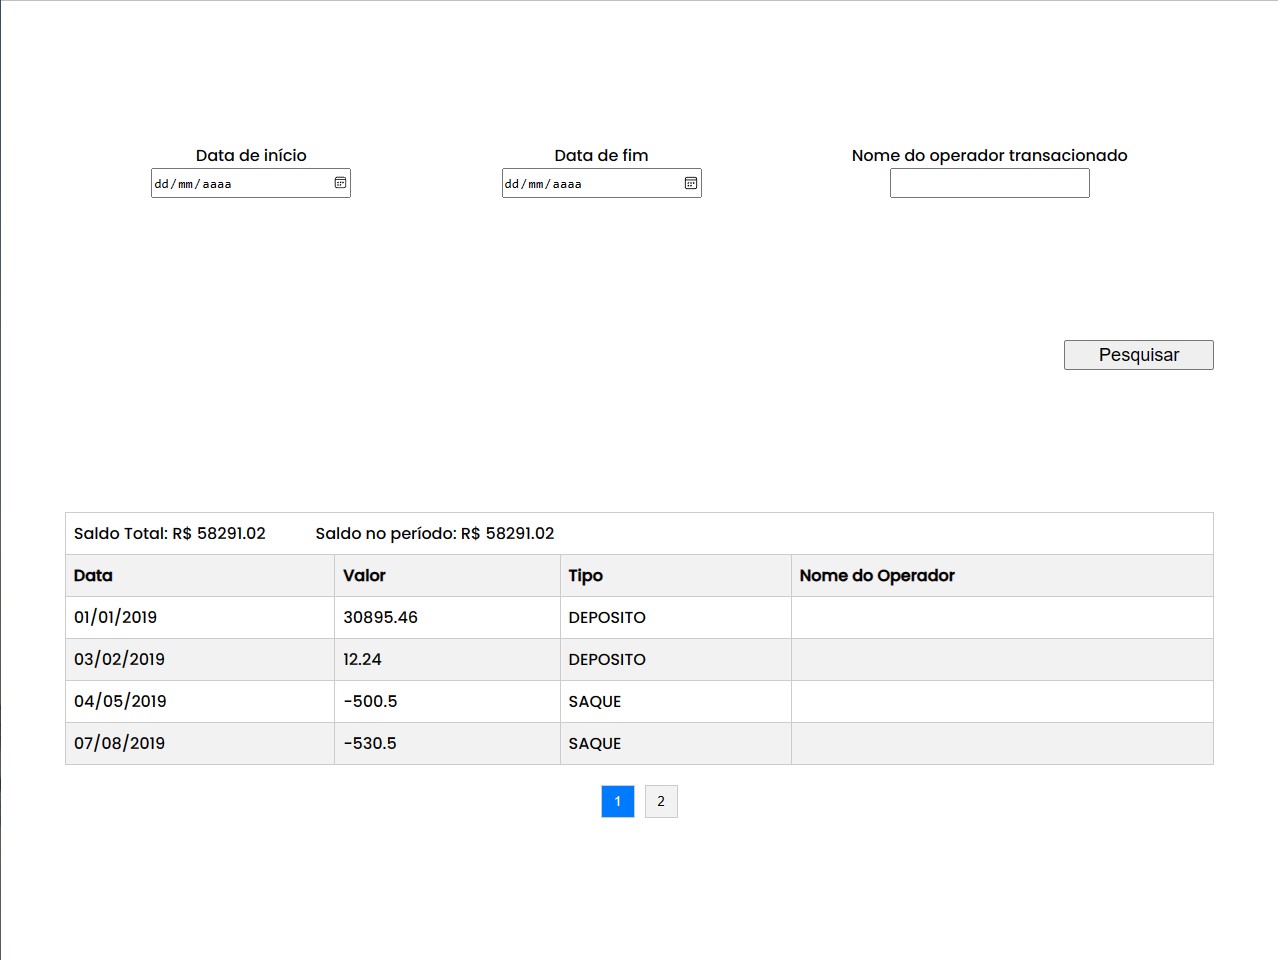 Data de início Data de fim Nome do operador transacionado
dd/mm/aaaa dd/mm/aaaa
Pesquisar
Saldo Total: R$ 58291.02 Saldo no período: R$ 58291.02
Data Valor Tipo Nome do Operador
01/01/2019 30895.46 DEPOSITO
03/02/2019 12.24 DEPOSITO
04/05/2019 -500.5 SAQUE
07/08/2019 -530.5 SAQUE
1 2